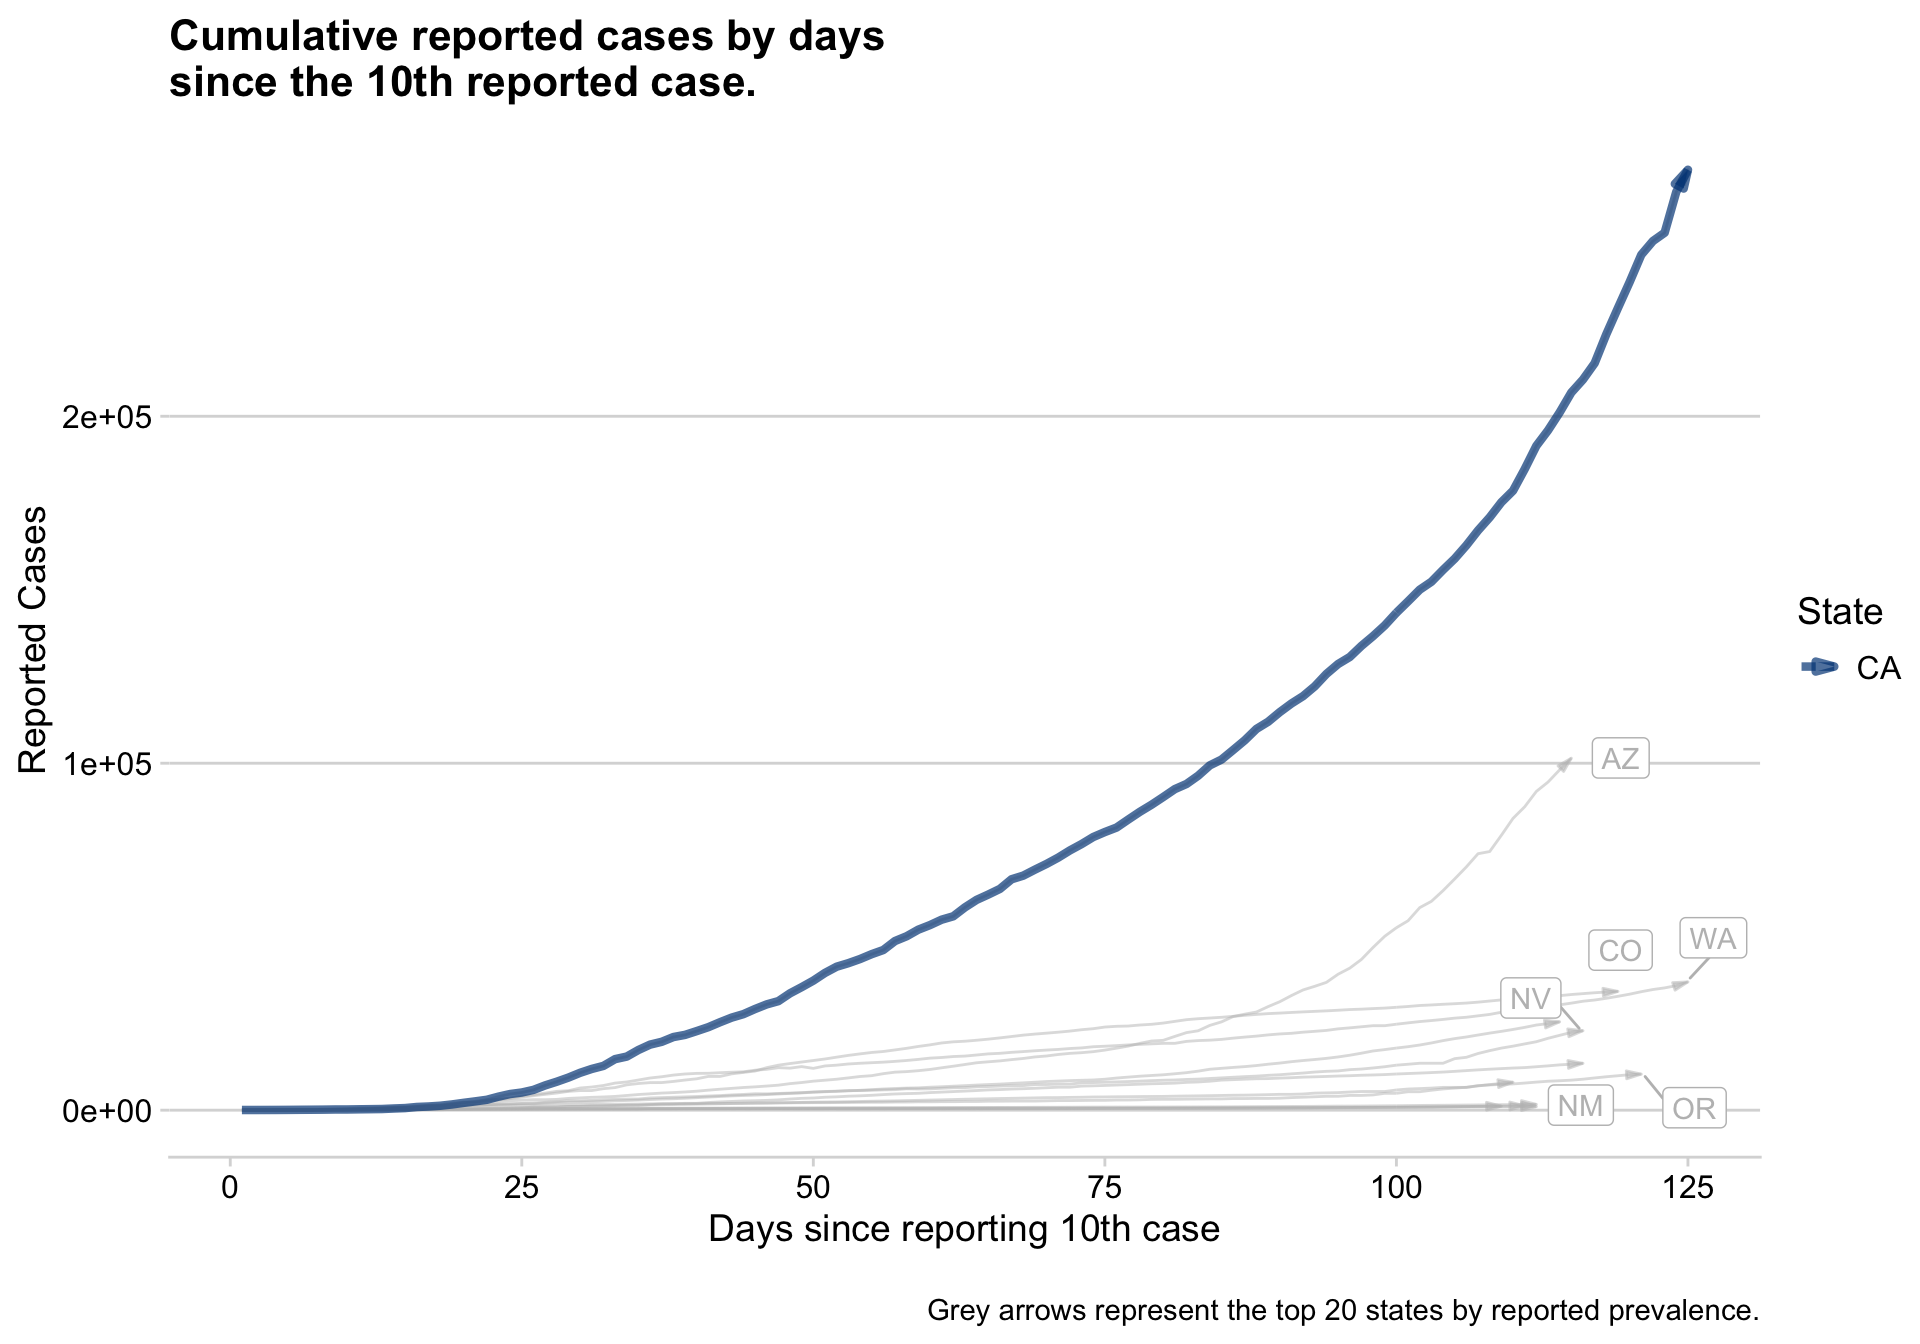 Cumulative reported cases by days
since the 10th reported case.
Reported Cases
2e+05
1e+05
0e+00
AZ
CO
WA
NV
NM
OR
State
CA
0 25 50 75 100 125
Days since reporting 10th case
Grey arrows represent the top 20 states by reported prevalence.